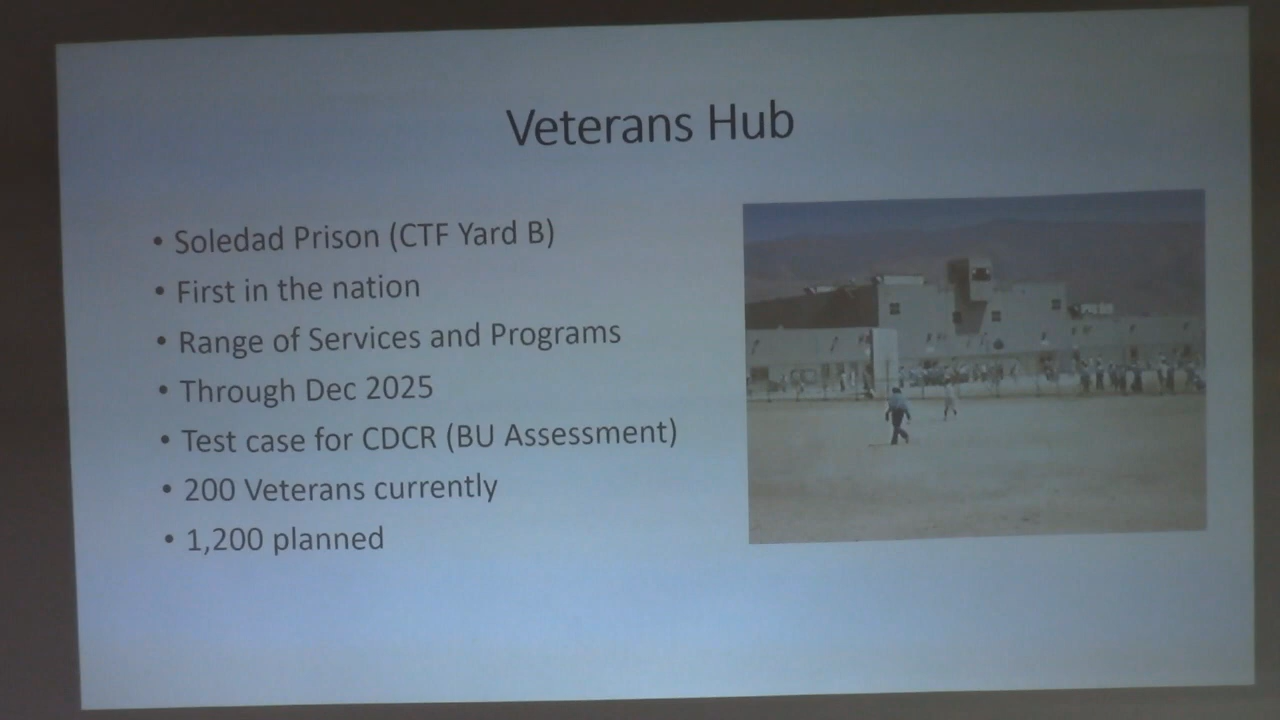 Veterans Hub
• Soledad Prison (CTF Yard B)
• First in the nation
• Range of Services and Programs
• Through Dec 2025
• Test case for CDCR (BU Assessment)
• 200 Veterans currently
• 1,200 planned